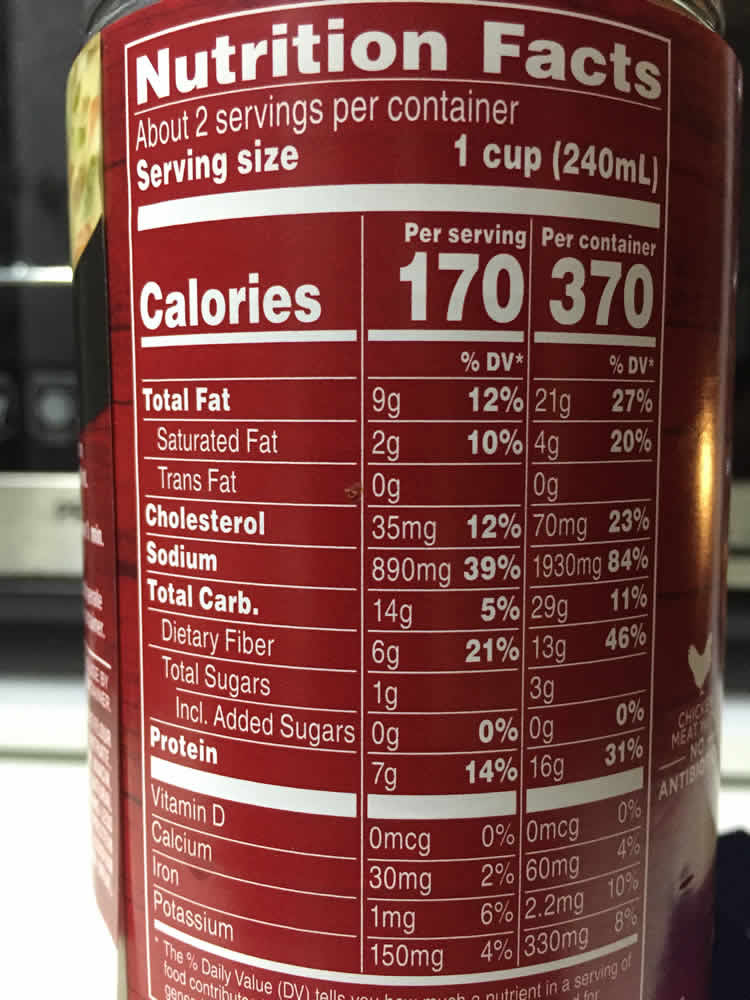 Nutrition Facts
About 2 servings per container
Serving size 1 cup (240mL)
Per serving Per container
Calories 170 370
% DV* % DV*
Total Fat 9g 12% 21g 27%
Saturated Fat 2g 10% 4g 20%
Trans Fat 0g 0g
Cholesterol 35mg 12% 70mg 23%
Sodium 890mg 39% 1930mg 84%
Total Carb. 14g 5% 29g 11%
Dietary Fiber 6g 21% 13g 46%
Total Sugars 1g 3g
Incl. Added Sugars 0g 0% 0g 0%
Protein 7g 14% 16g 31%
Vitamin D 0mcg 0% 0mcg 0%
Calcium 30mg 2% 60mg 4%
Iron 1mg 6% 2.2mg 10%
Potassium 150mg 4% 330mg 8%
* The % Daily Value (DV) tells you how much a nutrient in a serving of
food
min.
MEAT
NO